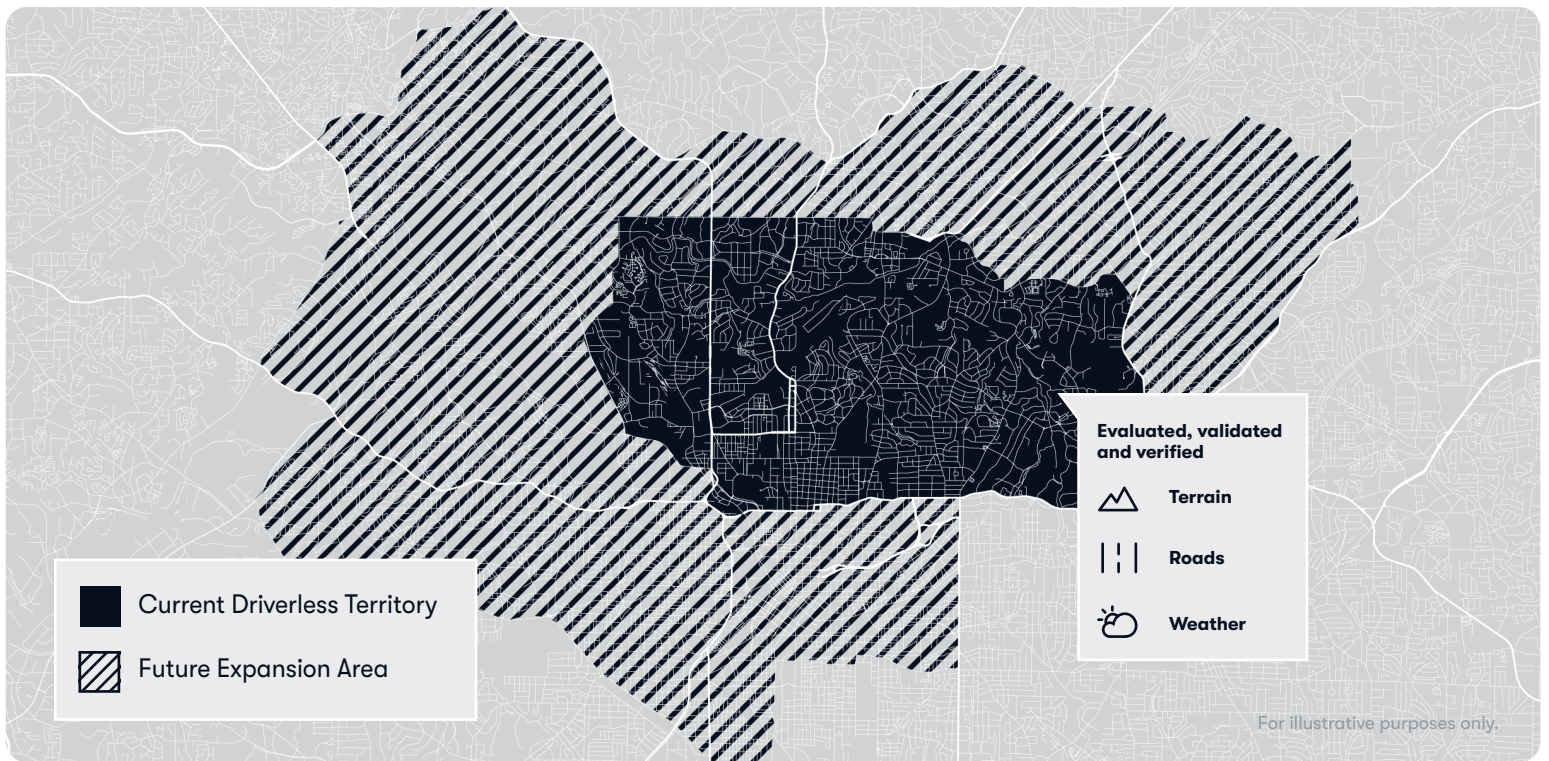 Evaluated, validated
and verified
Terrain
Roads
Weather
Current Driverless Territory
Future Expansion Area
For illustrative purposes only.